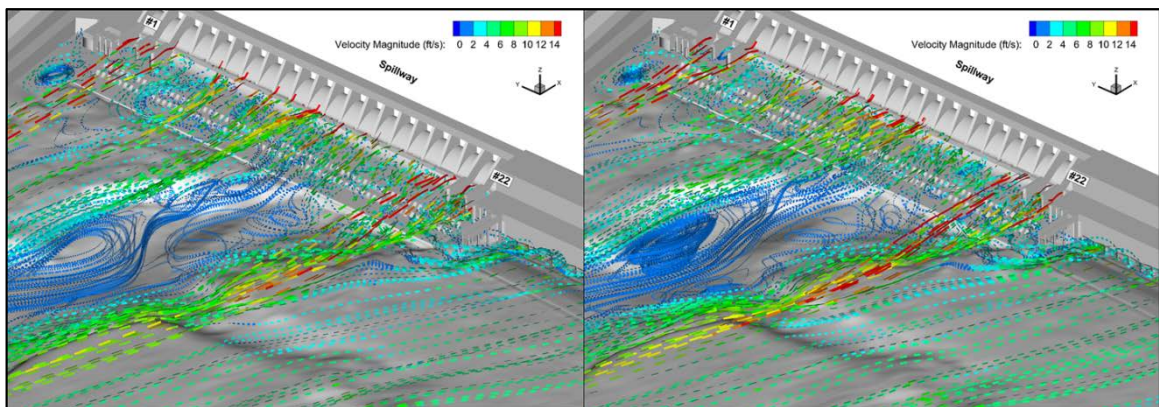 #1
0 2 4 6 8 10 12 14
Velocity Magnitude (ft/s):
Spillway
Z
Y X
#22
#1
0 2 4 6 8 10 12 14
Velocity Magnitude (ft/s):
Spillway
Z
Y X
#22